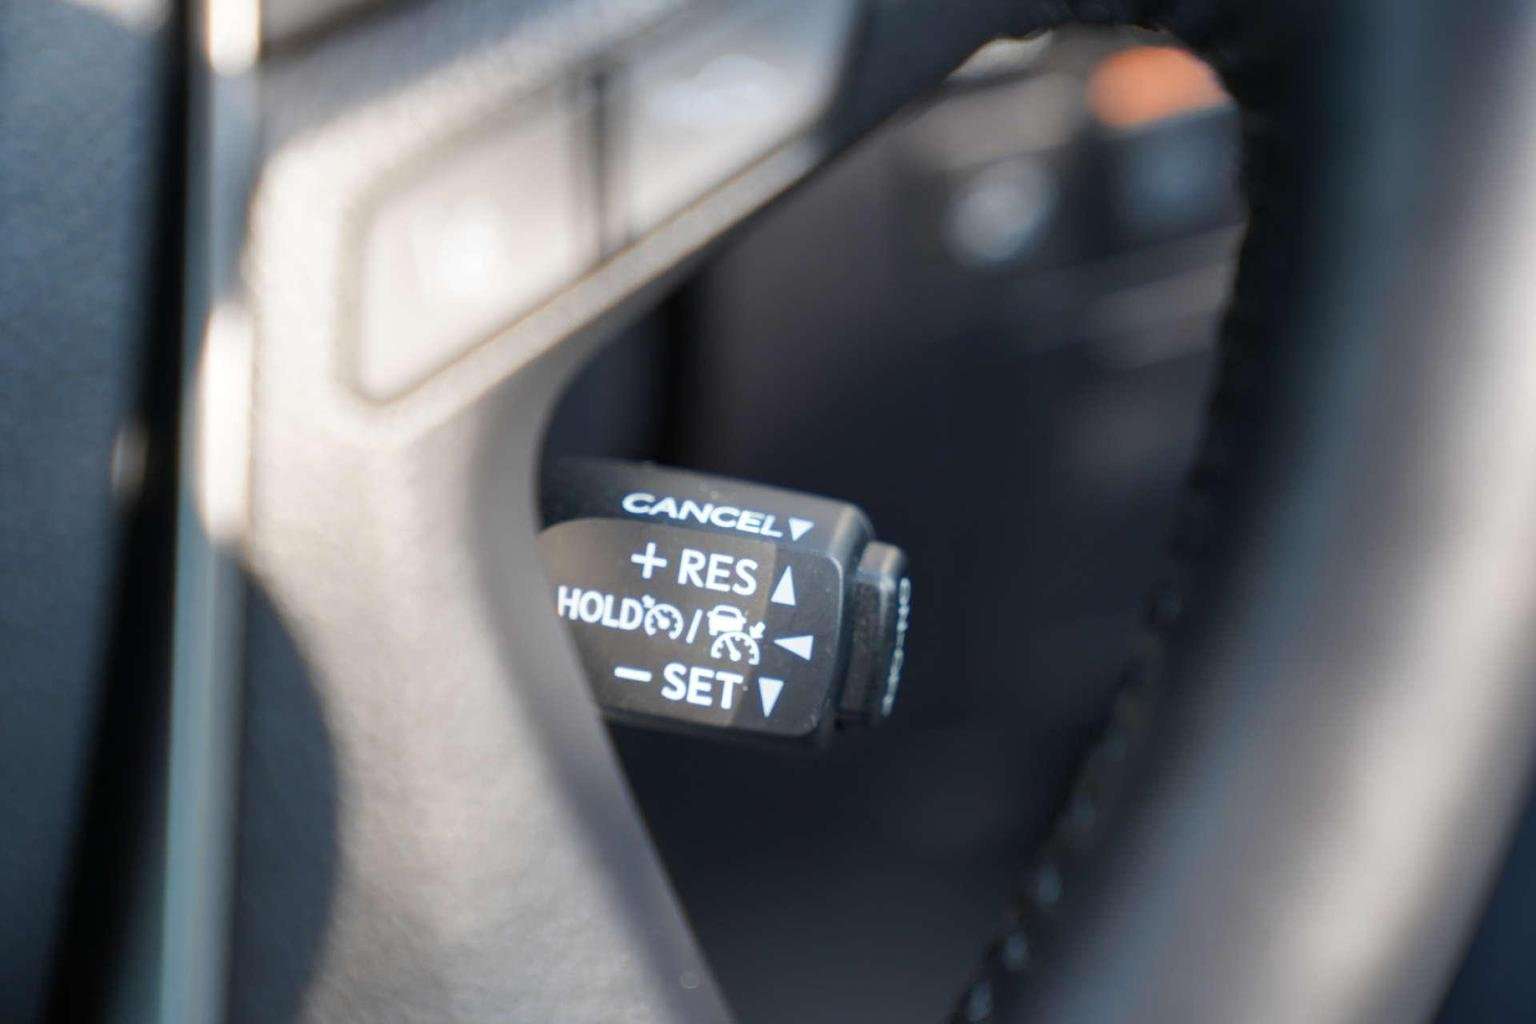 CANCEL▼
+ RES ▲
HOLD / ◀
− SET ▼